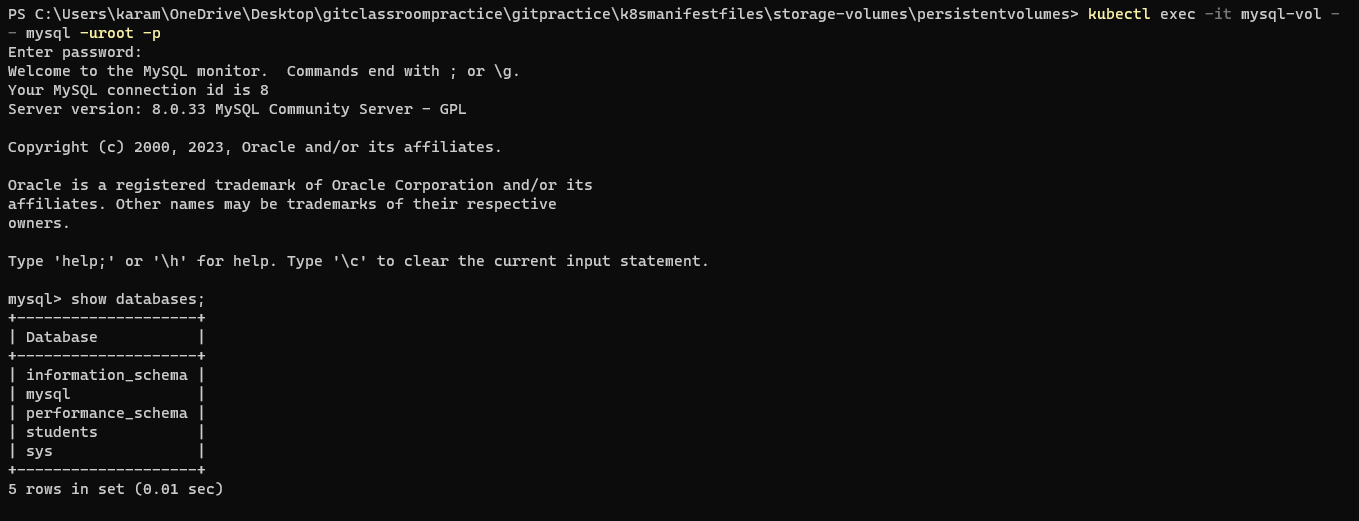 PS C:\Users\karam\OneDrive\Desktop\gitclassroompractice\gitpractice\k8smanifestfiles\storage-volumes\persistentvolumes> kubectl exec -it mysql-vol -
- mysql -uroot -p
Enter password:
Welcome to the MySQL monitor.  Commands end with ; or \g.
Your MySQL connection id is 8
Server version: 8.0.33 MySQL Community Server - GPL

Copyright (c) 2000, 2023, Oracle and/or its affiliates.

Oracle is a registered trademark of Oracle Corporation and/or its
affiliates. Other names may be trademarks of their respective
owners.

Type 'help;' or '\h' for help. Type '\c' to clear the current input statement.

mysql> show databases;
+--------------------+
| Database           |
+--------------------+
| information_schema |
| mysql              |
| performance_schema |
| students           |
| sys                |
+--------------------+
5 rows in set (0.01 sec)